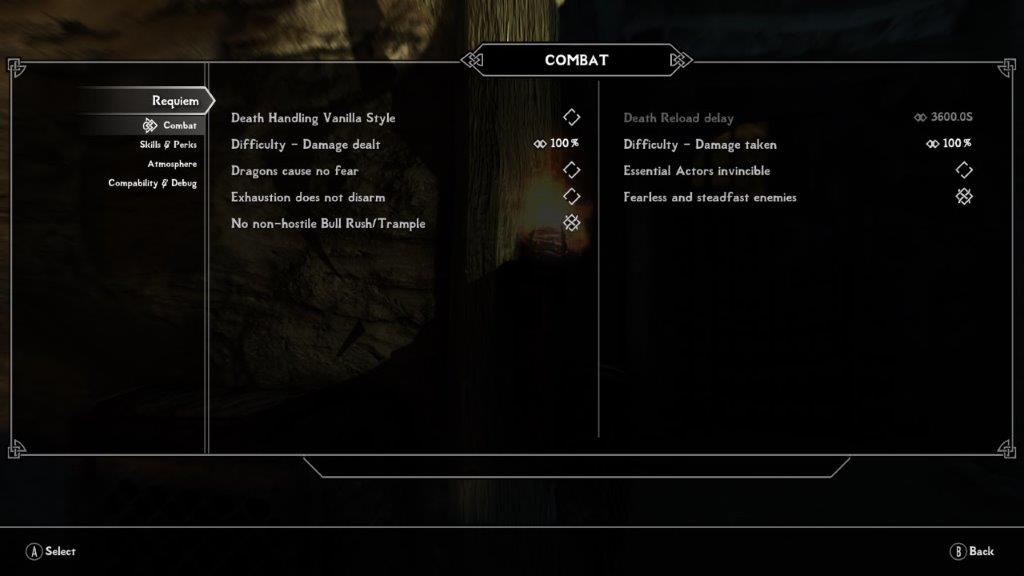 COMBAT
Requiem
Combat
Skills & Perks
Atmosphere
Compability & Debug
Death Handling Vanilla Style
Difficulty - Damage dealt 100%
Dragons cause no fear
Exhaustion does not disarm
No non-hostile Bull Rush/Trample
Death Reload delay 3600.0S
Difficulty - Damage taken 100%
Essential Actors invincible
Fearless and steadfast enemies
A Select
B Back